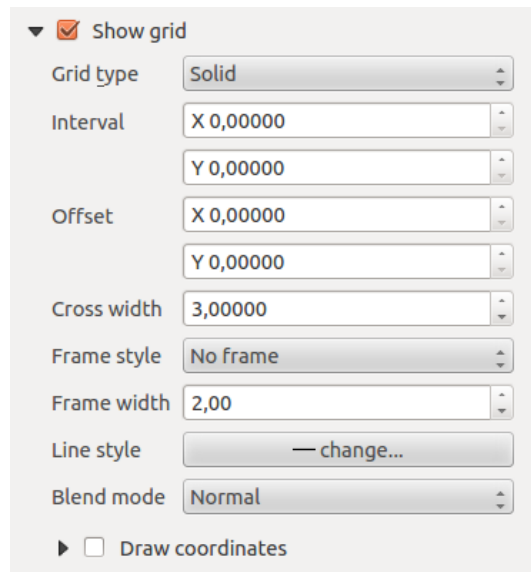 Show grid
Grid type Solid
Interval X 0,00000
Y 0,00000
Offset X 0,00000
Y 0,00000
Cross width 3,00000
Frame style No frame
Frame width 2,00
Line style change...
Blend mode Normal
Draw coordinates